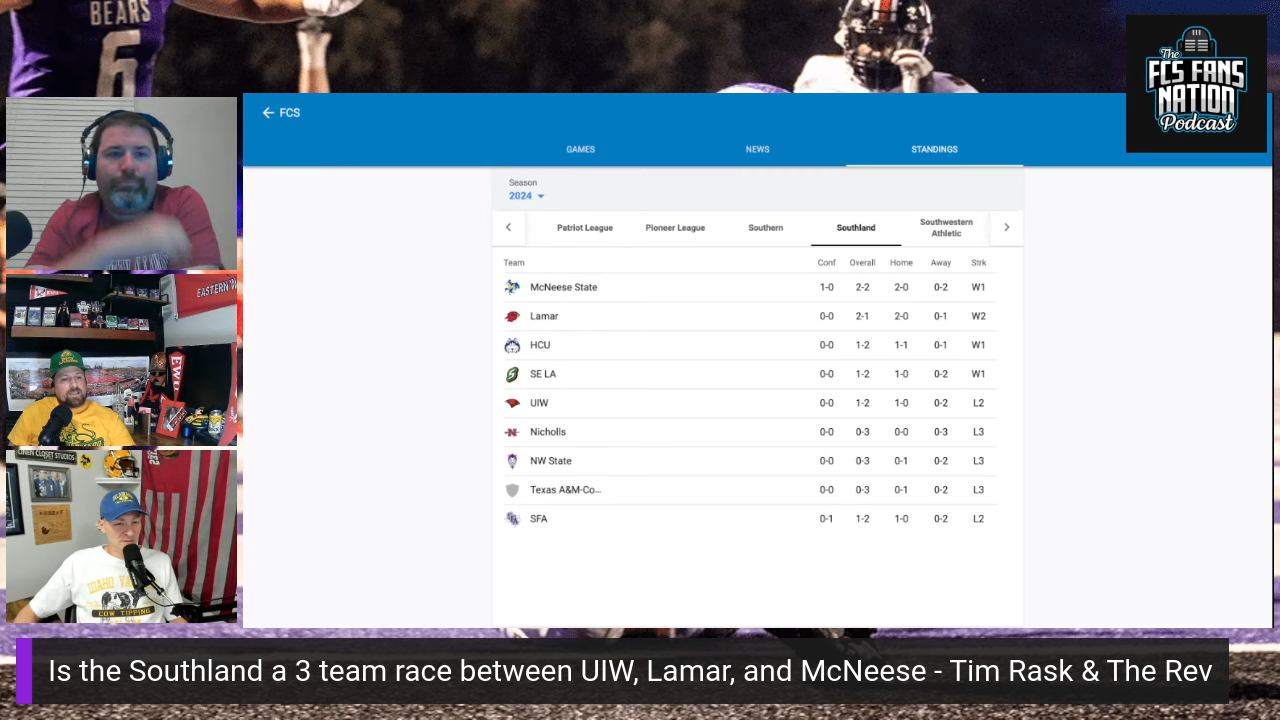 BEARS
6
The
FCS FANS
NATION
Podcast
FCS
GAMES NEWS STANDINGS
Season
2024
Patriot League Pioneer League Southern Southland Southwestern Athletic
Team Conf Overall Home Away Strk
McNeese State 1-0 2-2 2-0 0-2 W1
Lamar 0-0 2-1 2-0 0-1 W2
HCU 0-0 1-2 1-1 0-1 W1
SE LA 0-0 1-2 1-0 0-2 W1
UIW 0-0 1-2 1-0 0-2 L2
Nicholls 0-0 0-3 0-0 0-3 L3
NW State 0-0 0-3 0-1 0-2 L3
Texas A&M-Co... 0-0 0-3 0-1 0-2 L3
SFA 0-1 1-2 1-0 0-2 L2
EASTERN W
EWU
CLOSET STUDIOS
IDAHO VA
COW TIPPING
Is the Southland a 3 team race between UIW, Lamar, and McNeese - Tim Rask & The Rev